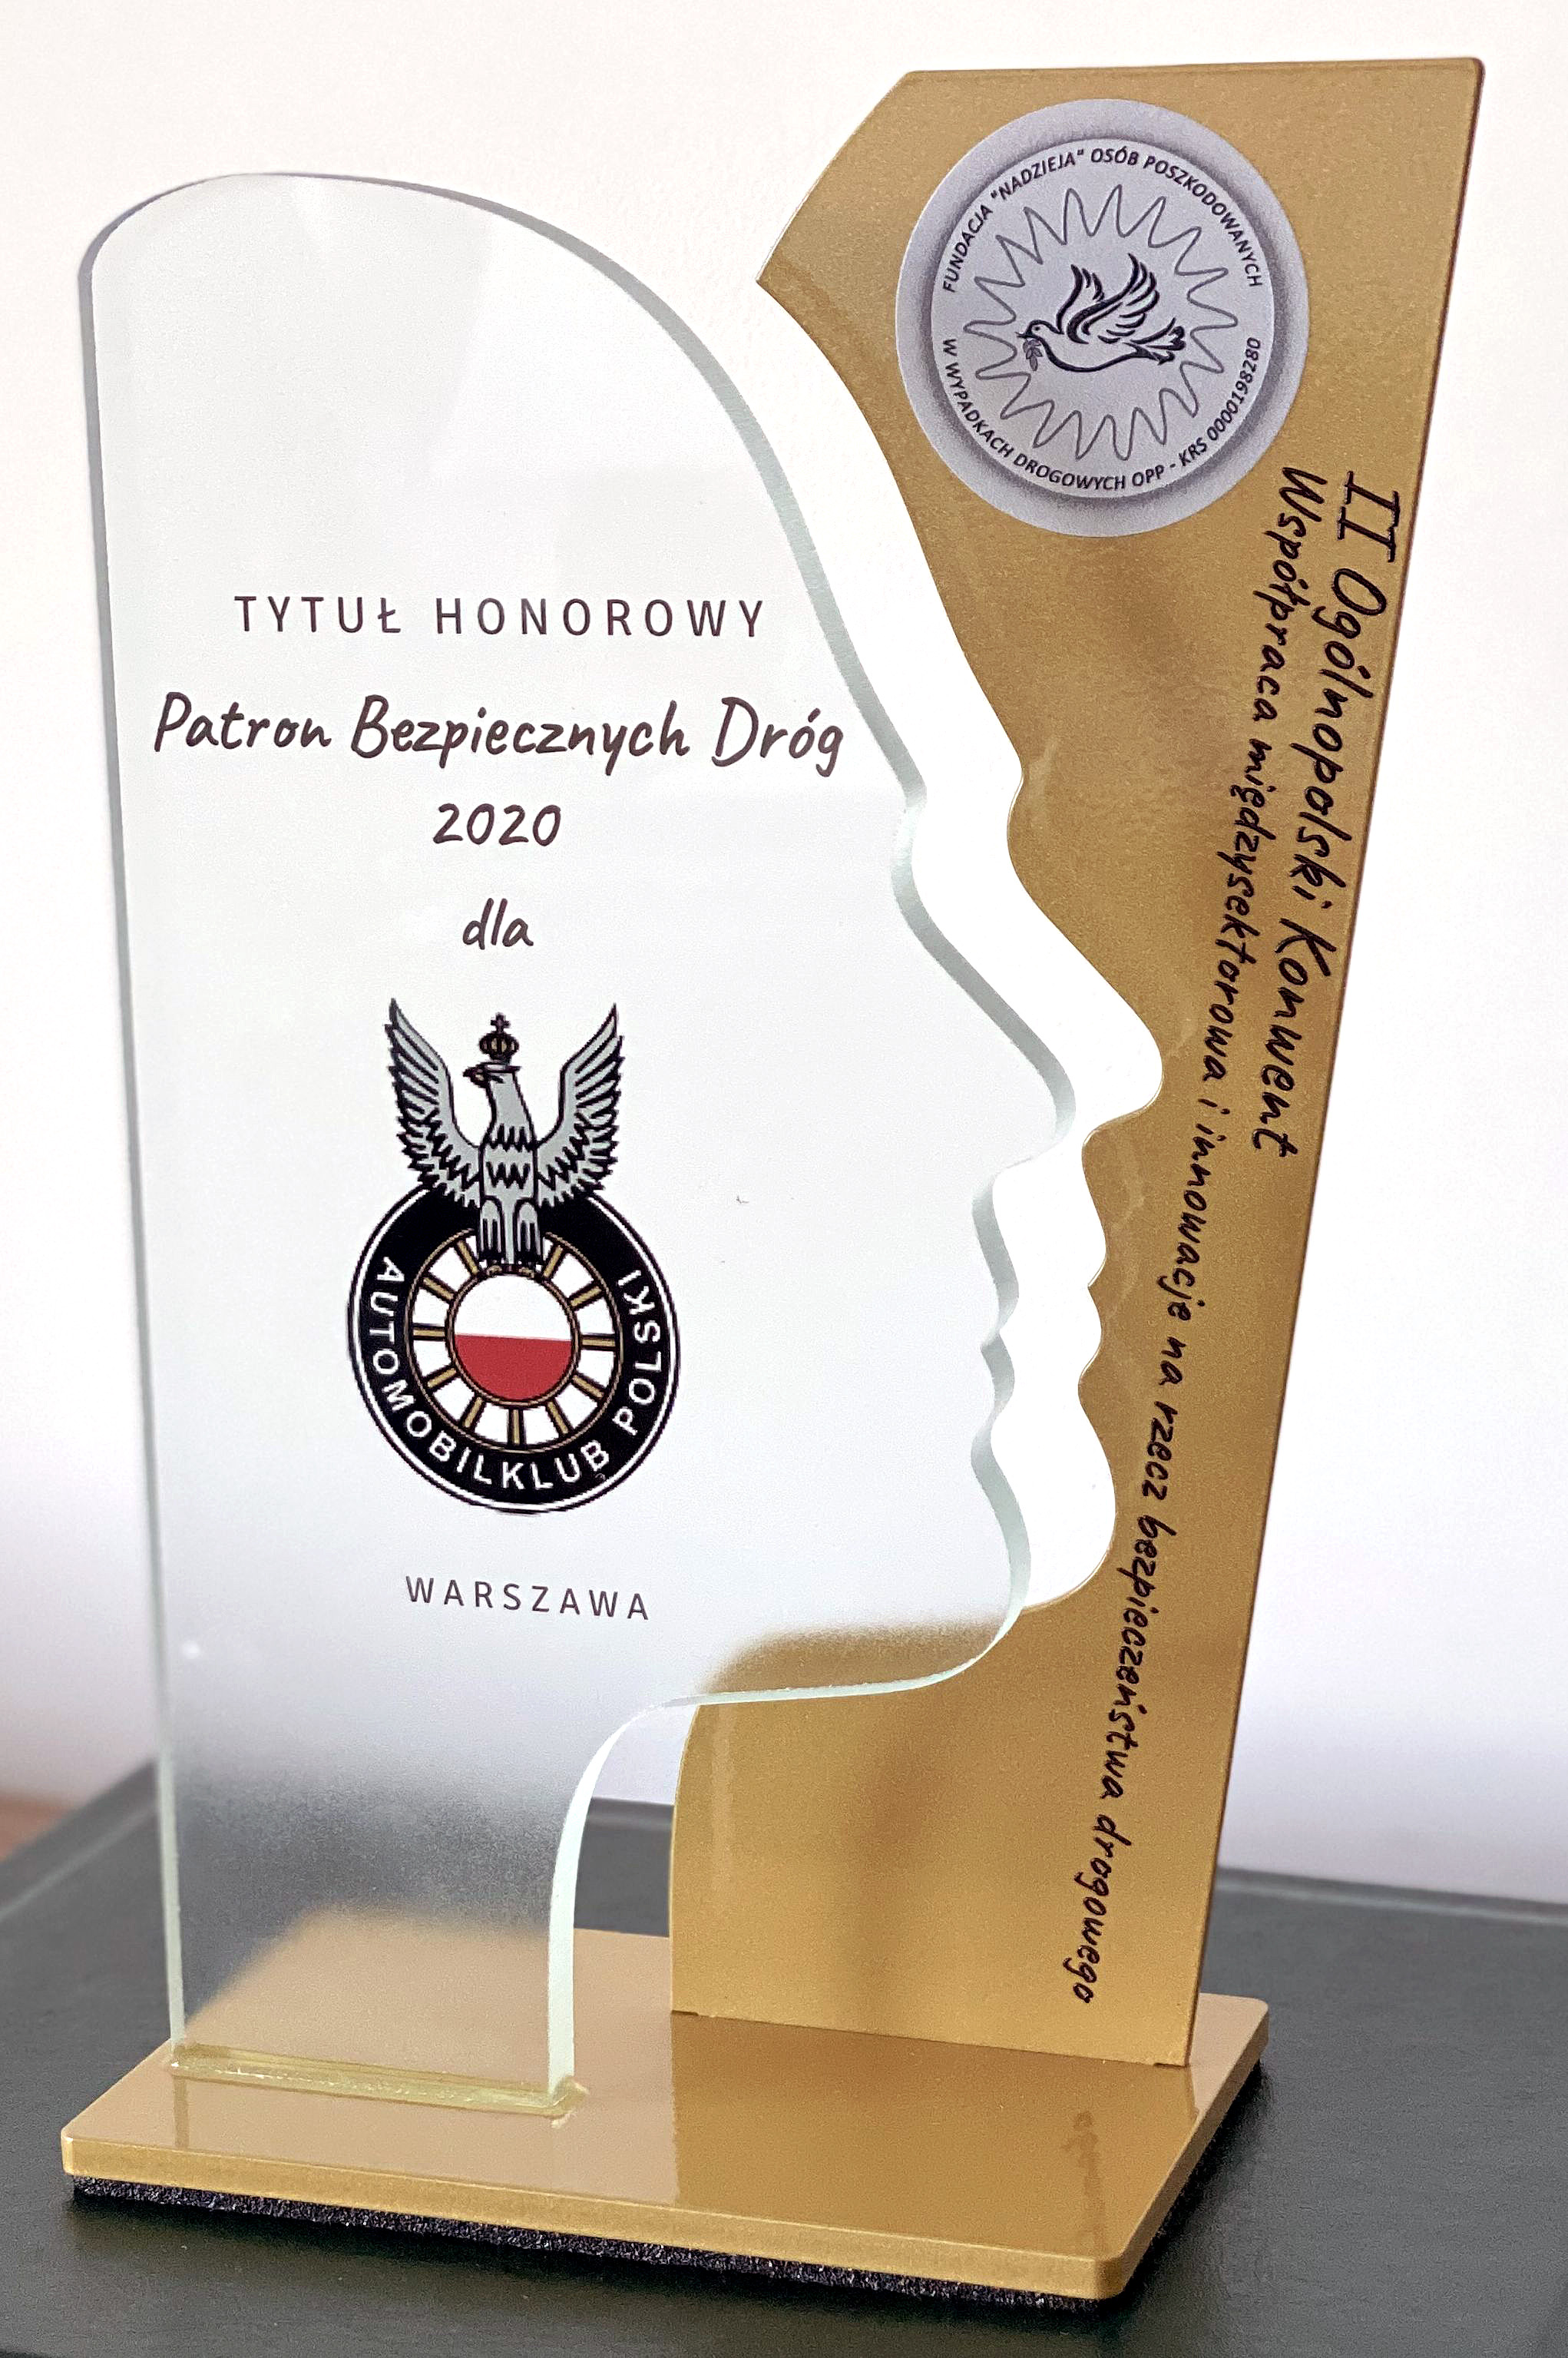 TYTUŁ HONOROWY
Patron Bezpiecznych Dróg
2020
dla
AUTOMOBILKLUB POLSKI
WARSZAWA
FUNDACJA "NADZIEJA" OSÓB POSZKODOWANYCH
W WYPADKACH DROGOWYCH OPP - KRS 0000198280
II Ogólnopolski Konwent
Współpraca międzysektorowa i innowacje na rzecz bezpieczeństwa drogowego